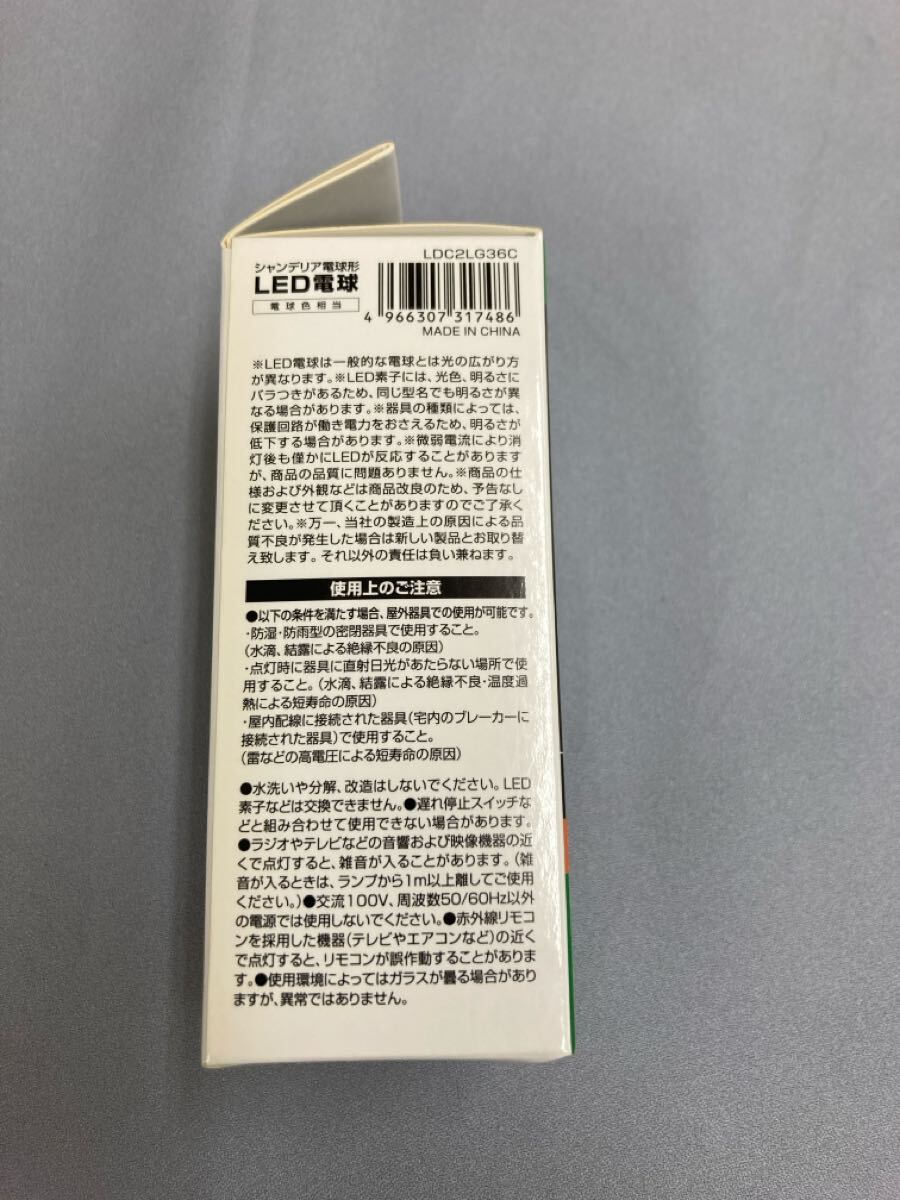 LDC2LG36C
シャンデリア電球形
LED電球
電球色相当
4 966307 317486
MADE IN CHINA
※LED電球は一般的な電球とは光の広がり方
が異なります。※LED素子には、光色、明るさに
バラつきがあるため、同じ型名でも明るさが異
なる場合があります。※器具の種類によっては、
保護回路が働き電力をおさえるため、明るさが
低下する場合があります。※微弱電流により消
灯後も僅かにLEDが反応することがあります
が、商品の品質に問題ありません。※商品の仕
様および外観などは商品改良のため、予告なし
に変更させて頂くことがありますのでご了承く
ださい。※万一、当社の製造上の原因による品
質不良が発生した場合は新しい製品とお取り替
え致します。それ以外の責任は負い兼ねます。
使用上のご注意
●以下の条件を満たす場合、屋外器具での使用が可能です。
・防湿・防雨型の密閉器具で使用すること。
(水滴、結露による絶縁不良の原因)
・点灯時に器具に直射日光があたらない場所で使
用すること。(水滴、結露による絶縁不良・温度過
熱による短寿命の原因)
・屋内配線に接続された器具(宅内のブレーカーに
接続された器具)で使用すること。
(雷などの高電圧による短寿命の原因)
●水洗いや分解、改造はしないでください。LED
素子などは交換できません。●遅れ停止スイッチな
どと組み合わせて使用できない場合があります。
●ラジオやテレビなどの音響および映像機器の近
くで点灯すると、雑音が入ることがあります。(雑
音が入るときは、ランプから1m以上離してご使用
ください。)●交流100V、周波数50/60Hz以外
の電源では使用しないでください。●赤外線リモコ
ンを採用した機器(テレビやエアコンなど)の近く
で点灯すると、リモコンが誤作動することがありま
す。●使用環境によってはガラスが曇る場合があり
ますが、異常ではありません。